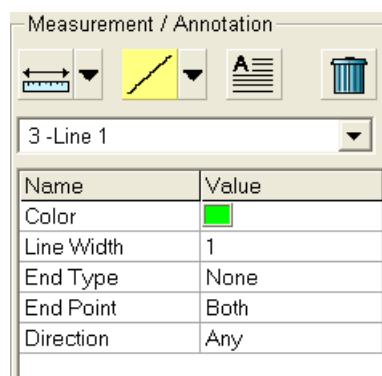 Measurement / Annotation
A
3 -Line 1
Name Value
Color
Line Width 1
End Type None
End Point Both
Direction Any